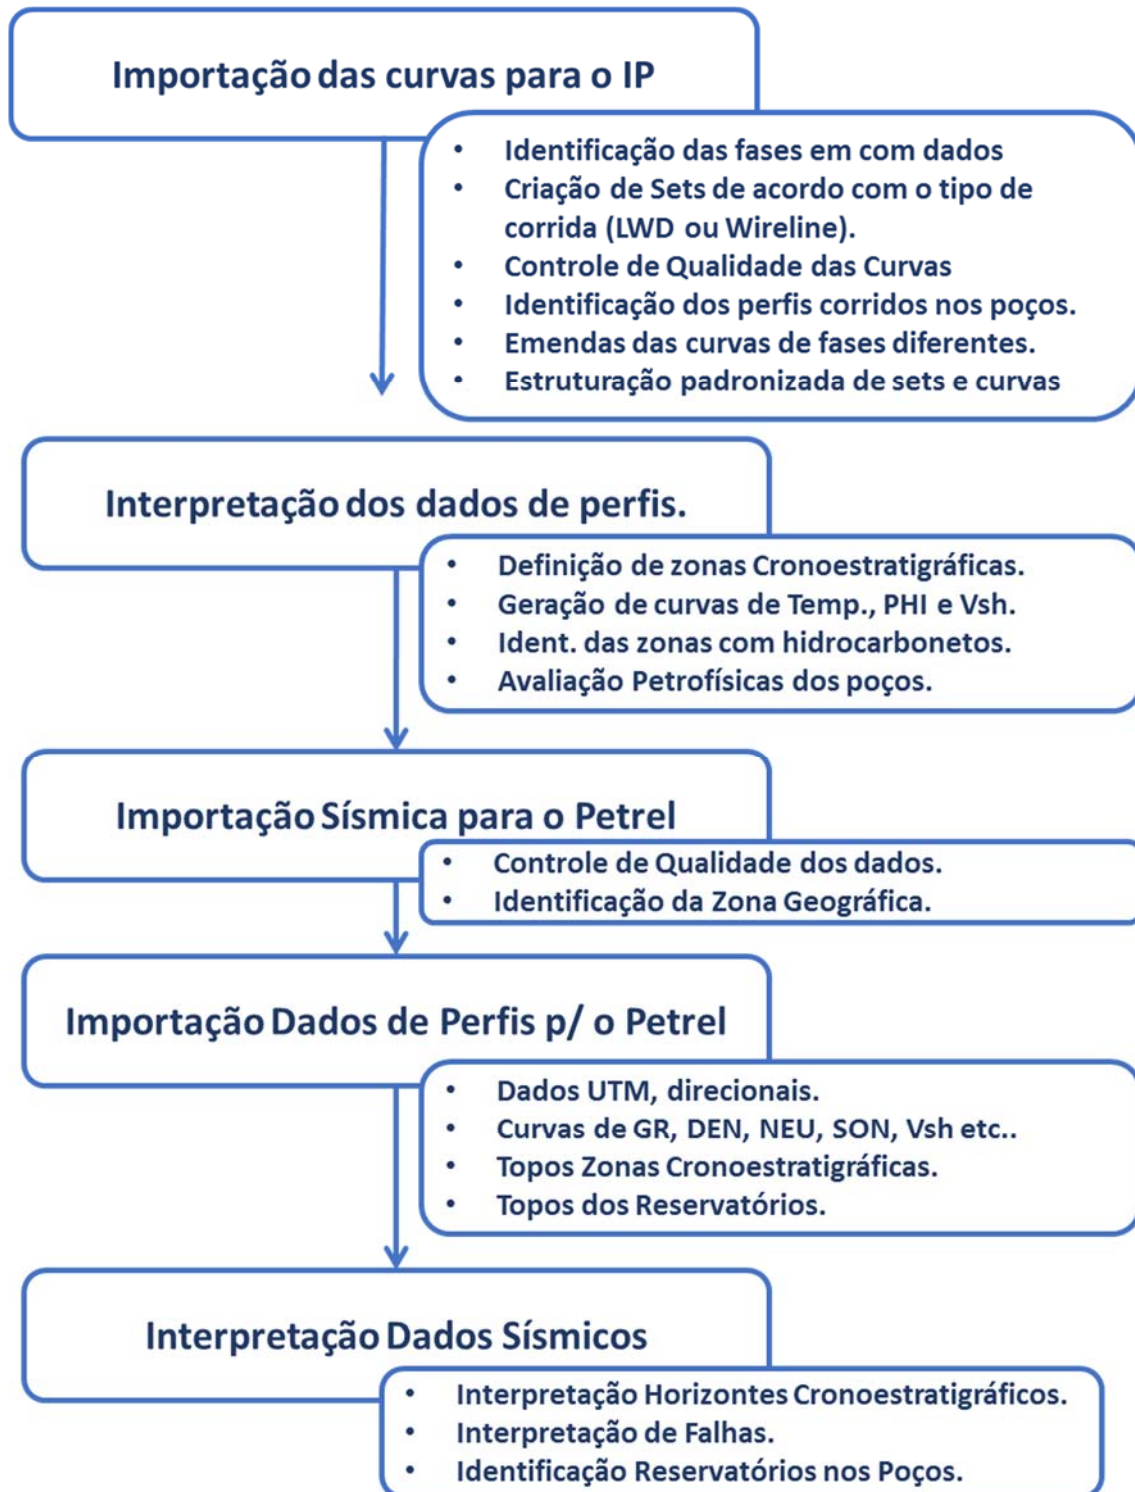 Importação das curvas para o IP
• Identificação das fases em com dados
• Criação de Sets de acordo com o tipo de
corrida (LWD ou Wireline).
• Controle de Qualidade das Curvas
• Identificação dos perfis corridos nos poços.
• Emendas das curvas de fases diferentes.
• Estruturação padronizada de sets e curvas
Interpretação dos dados de perfis.
• Definição de zonas Cronoestratigráficas.
• Geração de curvas de Temp., PHI e Vsh.
• Ident. das zonas com hidrocarbonetos.
• Avaliação Petrofísicas dos poços.
Importação Sísmica para o Petrel
• Controle de Qualidade dos dados.
• Identificação da Zona Geográfica.
Importação Dados de Perfis p/ o Petrel
• Dados UTM, direcionais.
• Curvas de GR, DEN, NEU, SON, Vsh etc..
• Topos Zonas Cronoestratigráficas.
• Topos dos Reservatórios.
Interpretação Dados Sísmicos
• Interpretação Horizontes Cronoestratigráficos.
• Interpretação de Falhas.
• Identificação Reservatórios nos Poços.